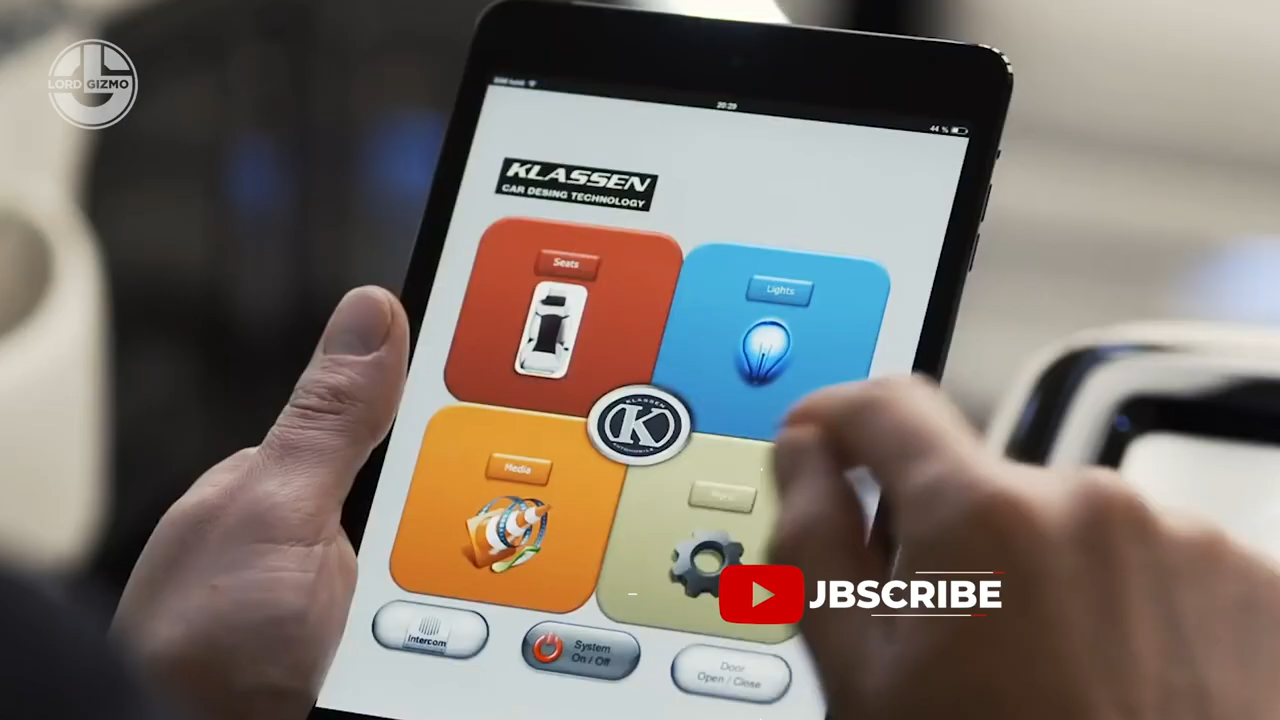 LORD GIZMO
20:29
44 %
KLASSEN
CAR DESING TECHNOLOGY
Seats
Lights
KLASSEN
K
AUTOMOBILE
Media
JBSCRIBE
Intercom
System
On / Off
Door
Open / Close